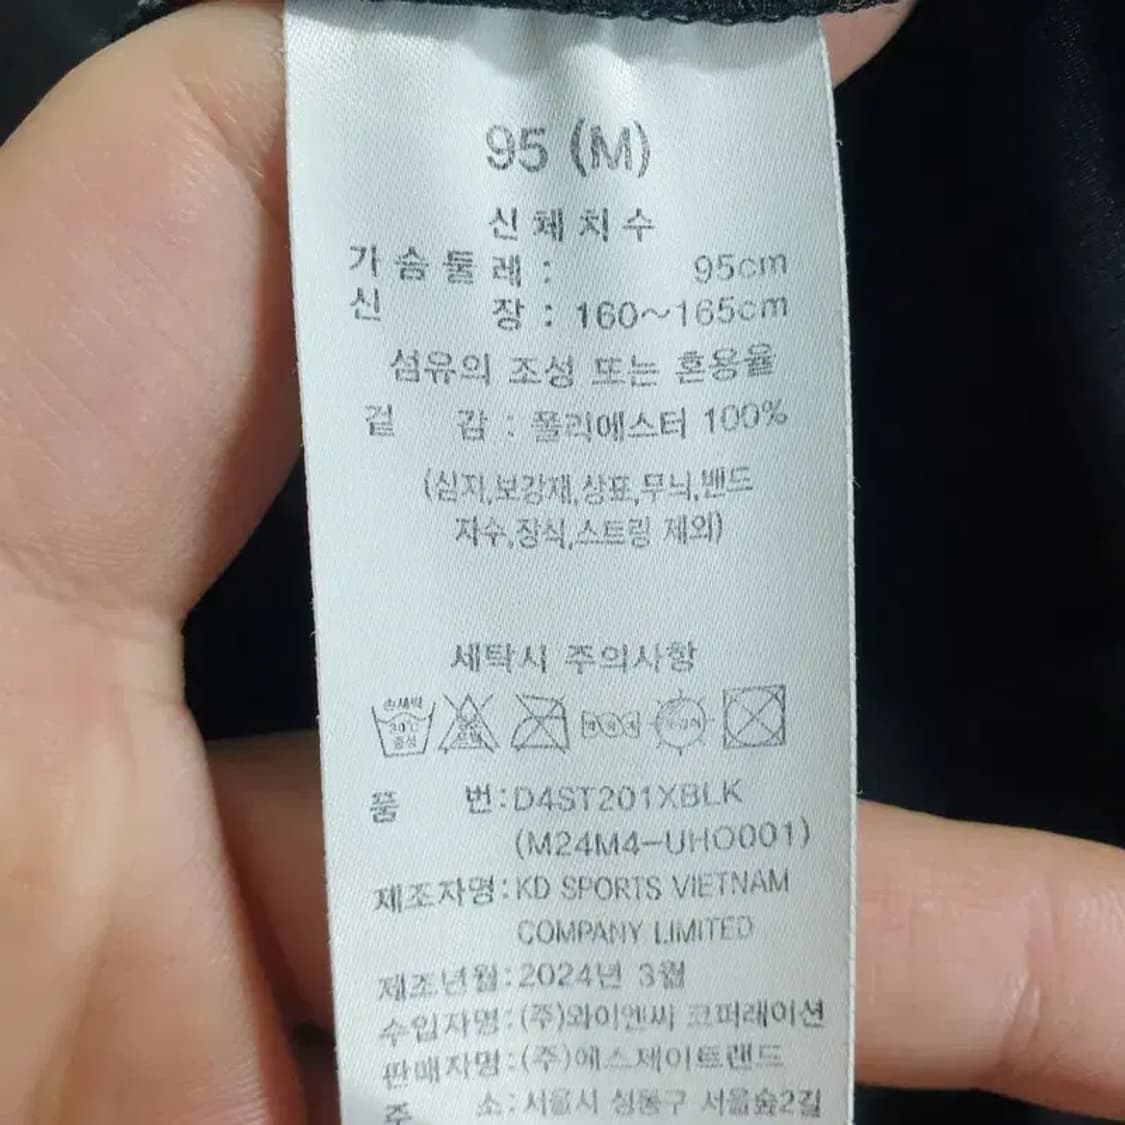 95 (M)
신체치수
가슴둘레 : 95cm
신 장 : 160~165cm
섬유의 조성 또는 혼용율
겉 감 : 폴리에스터 100%
(심지,보강재,상표,무늬,밴드
자수,장식,스트링 제외)
세탁시 주의사항
손세탁
30℃
중성
품 번:D4ST201XBLK
(M24M4-UHO001)
제조자명:KD SPORTS VIETNAM
COMPANY LIMITED
제조년월:2024년 3월
수입자명:(주)와이엔씨 코퍼레이션
판매자명:(주)에스제이트랜드
주 소:서울시 성동구 서울숲2길